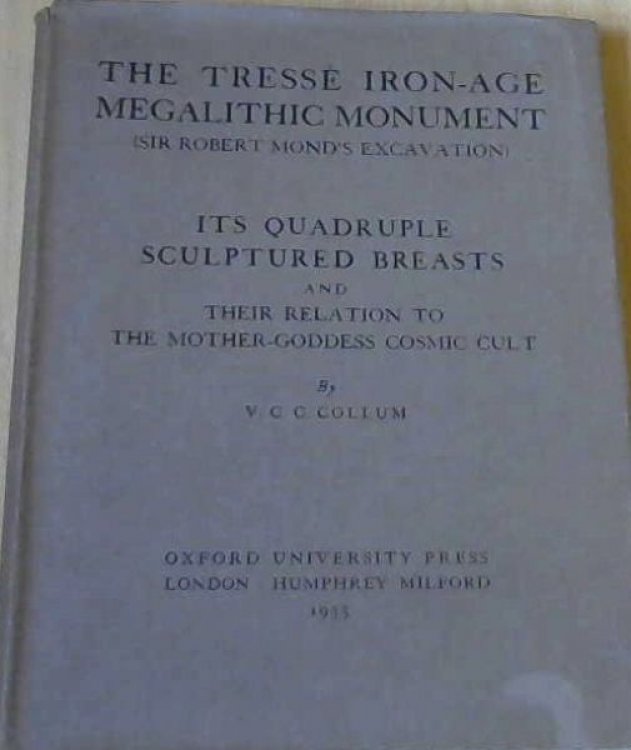 THE TRESSÉ IRON-AGE
MEGALITHIC MONUMENT
(SIR ROBERT MOND'S EXCAVATION)
ITS QUADRUPLE
SCULPTURED BREASTS
AND
THEIR RELATION TO
THE MOTHER-GODDESS COSMIC CULT
By
V. C. C. COLLUM
OXFORD UNIVERSITY PRESS
LONDON HUMPHREY MILFORD
1935